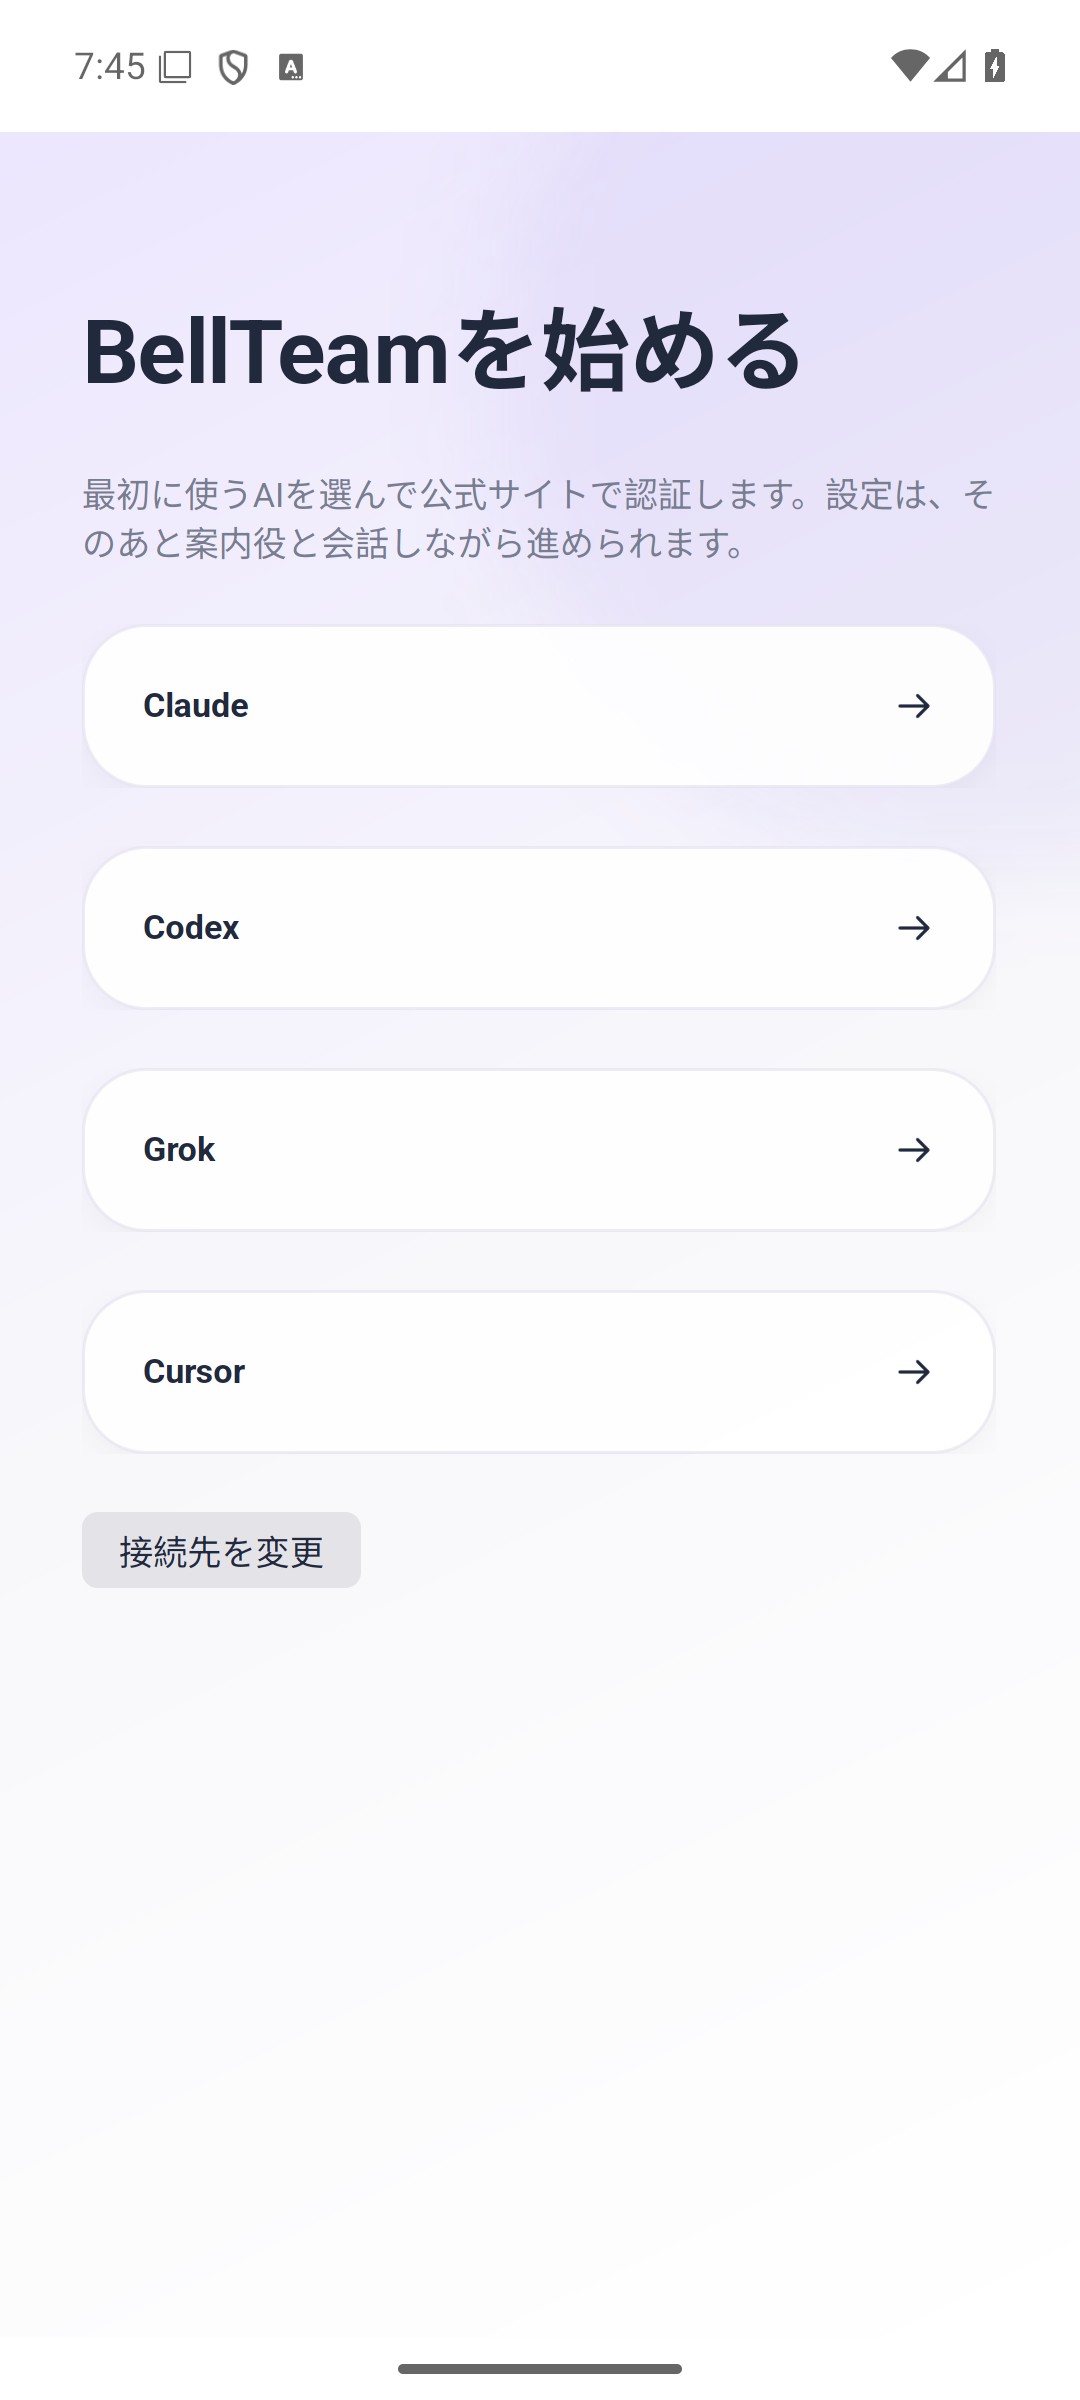 7:45
BellTeamを始める
最初に使うAIを選んで公式サイトで認証します。設定は、そ
のあと案内役と会話しながら進められます。
Claude
Codex
Grok
Cursor
接続先を変更